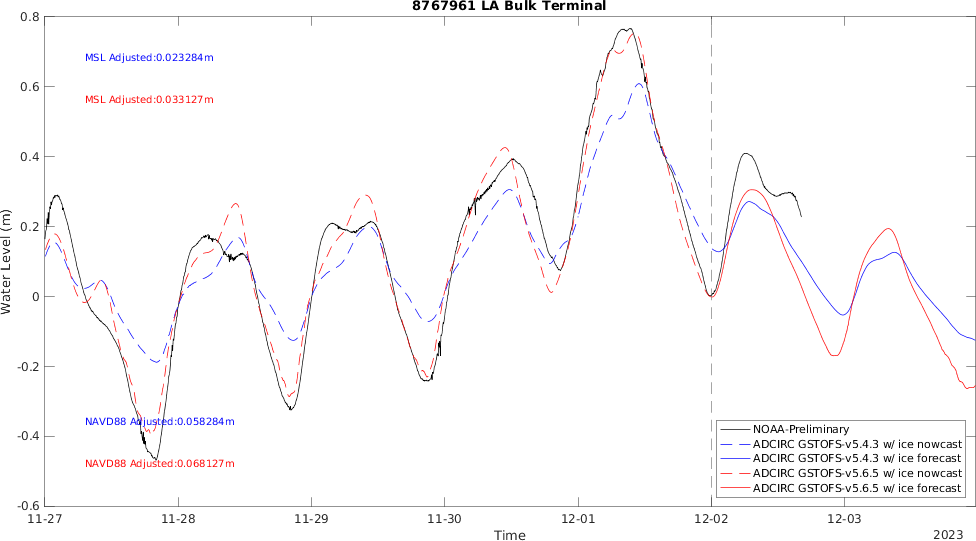 8767961 LA Bulk Terminal
0.8
0.6
0.4
0.2
0
-0.2
-0.4
-0.6
Water Level (m)
MSL Adjusted:0.023284m
MSL Adjusted:0.033127m
NAVD88 Adjusted:0.058284m
NAVD88 Adjusted:0.068127m
NOAA-Preliminary
ADCIRC GSTOFS-v5.4.3 w/ ice nowcast
ADCIRC GSTOFS-v5.4.3 w/ ice forecast
ADCIRC GSTOFS-v5.6.5 w/ ice nowcast
ADCIRC GSTOFS-v5.6.5 w/ ice forecast
11-27 11-28 11-29 11-30 12-01 12-02 12-03
Time
2023